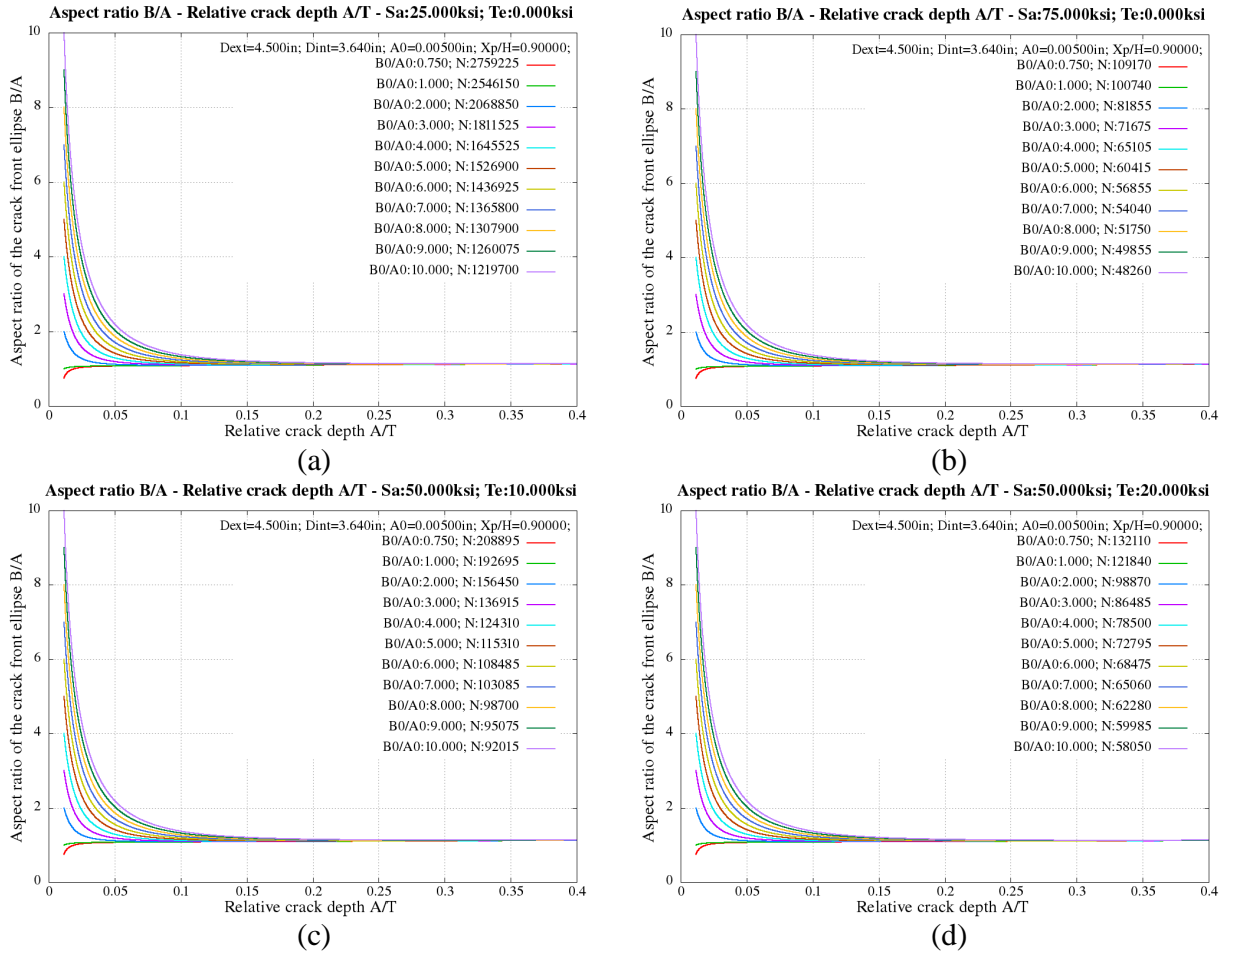 Aspect ratio B/A - Relative crack depth A/T - Sa:25.000ksi; Te:0.000ksi
Dext=4.500in; Dint=3.640in; A0=0.00500in; Xp/H=0.90000;
B0/A0:0.750; N:2759225
B0/A0:1.000; N:2546150
B0/A0:2.000; N:2068850
B0/A0:3.000; N:1811525
B0/A0:4.000; N:1645525
B0/A0:5.000; N:1526900
B0/A0:6.000; N:1436925
B0/A0:7.000; N:1365800
B0/A0:8.000; N:1307900
B0/A0:9.000; N:1260075
B0/A0:10.000; N:1219700
Aspect ratio of the crack front ellipse B/A
10
8
6
4
2
0
0 0.05 0.1 0.15 0.2 0.25 0.3 0.35 0.4
Relative crack depth A/T
(a)
Aspect ratio B/A - Relative crack depth A/T - Sa:75.000ksi; Te:0.000ksi
Dext=4.500in; Dint=3.640in; A0=0.00500in; Xp/H=0.90000;
B0/A0:0.750; N:109170
B0/A0:1.000; N:100740
B0/A0:2.000; N:81855
B0/A0:3.000; N:71675
B0/A0:4.000; N:65105
B0/A0:5.000; N:60415
B0/A0:6.000; N:56855
B0/A0:7.000; N:54040
B0/A0:8.000; N:51750
B0/A0:9.000; N:49855
B0/A0:10.000; N:48260
Aspect ratio of the crack front ellipse B/A
10
8
6
4
2
0
0 0.05 0.1 0.15 0.2 0.25 0.3 0.35 0.4
Relative crack depth A/T
(b)
Aspect ratio B/A - Relative crack depth A/T - Sa:50.000ksi; Te:10.000ksi
Dext=4.500in; Dint=3.640in; A0=0.00500in; Xp/H=0.90000;
B0/A0:0.750; N:208895
B0/A0:1.000; N:192695
B0/A0:2.000; N:156450
B0/A0:3.000; N:136915
B0/A0:4.000; N:124310
B0/A0:5.000; N:115310
B0/A0:6.000; N:108485
B0/A0:7.000; N:103085
B0/A0:8.000; N:98700
B0/A0:9.000; N:95075
B0/A0:10.000; N:92015
Aspect ratio of the crack front ellipse B/A
10
8
6
4
2
0
0 0.05 0.1 0.15 0.2 0.25 0.3 0.35 0.4
Relative crack depth A/T
(c)
Aspect ratio B/A - Relative crack depth A/T - Sa:50.000ksi; Te:20.000ksi
Dext=4.500in; Dint=3.640in; A0=0.00500in; Xp/H=0.90000;
B0/A0:0.750; N:132110
B0/A0:1.000; N:121840
B0/A0:2.000; N:98870
B0/A0:3.000; N:86485
B0/A0:4.000; N:78500
B0/A0:5.000; N:72795
B0/A0:6.000; N:68475
B0/A0:7.000; N:65060
B0/A0:8.000; N:62280
B0/A0:9.000; N:59985
B0/A0:10.000; N:58050
Aspect ratio of the crack front ellipse B/A
10
8
6
4
2
0
0 0.05 0.1 0.15 0.2 0.25 0.3 0.35 0.4
Relative crack depth A/T
(d)